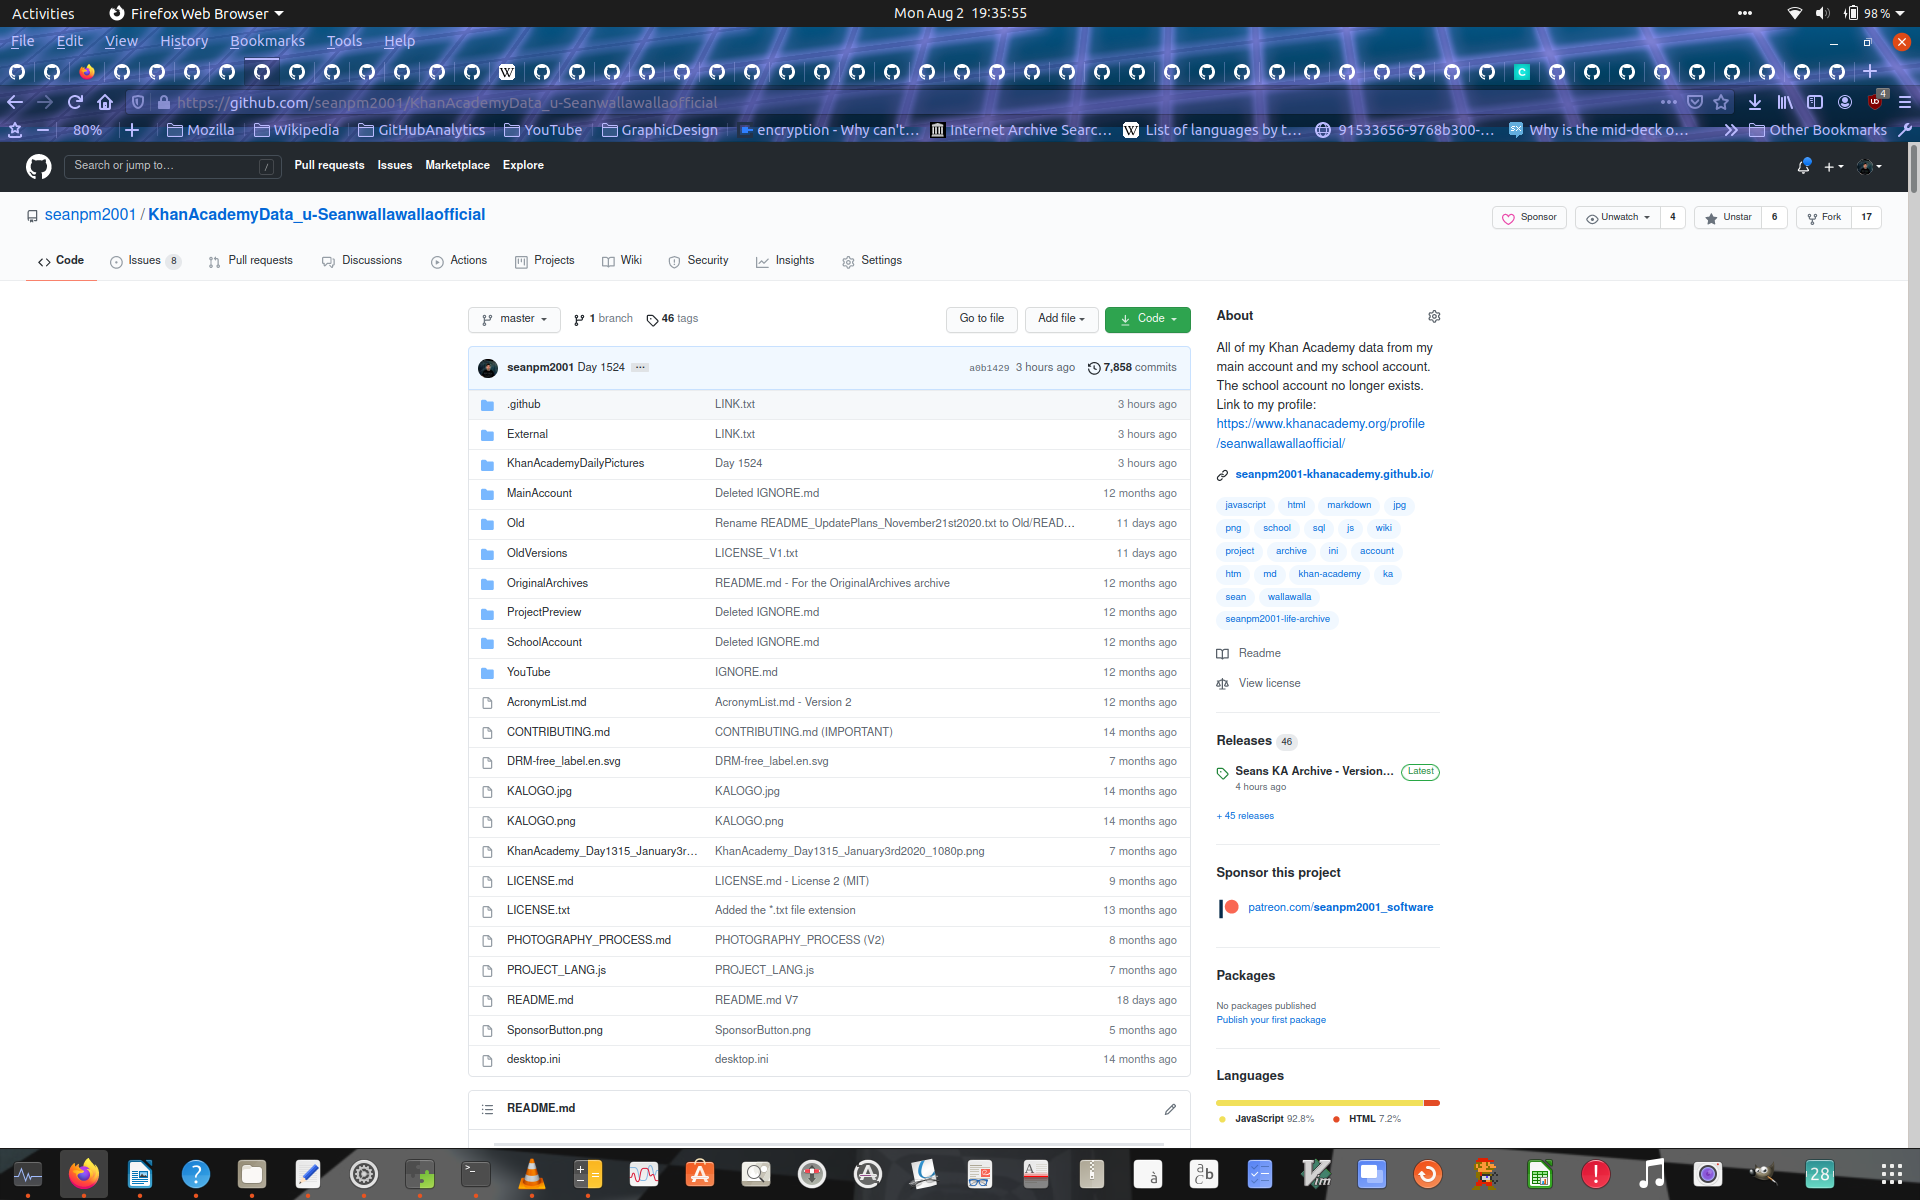 Activities
Firefox Web Browser
Mon Aug 2 19:35:55
98 %
File Edit View History Bookmarks Tools Help
https://github.com/seanpm2001/KhanAcademyData_u-Seanwallawallaofficial
4
80%
Mozilla
Wikipedia
GitHubAnalytics
YouTube
GraphicDesign
encryption - Why can't…
Internet Archive Searc…
List of languages by t…
91533656-9768b300-…
Why is the mid-deck o…
Other Bookmarks
Search or jump to…
/
Pull requests Issues Marketplace Explore
seanpm2001 / KhanAcademyData_u-Seanwallawallaofficial
Sponsor
Unwatch 4
Unstar 6
Fork 17
Code
Issues 8
Pull requests
Discussions
Actions
Projects
Wiki
Security
Insights
Settings
master
1 branch
46 tags
Go to file
Add file
Code
seanpm2001 Day 1524 ...
a0b1429 3 hours ago
7,858 commits
.github LINK.txt 3 hours ago
External LINK.txt 3 hours ago
KhanAcademyDailyPictures Day 1524 3 hours ago
MainAccount Deleted IGNORE.md 12 months ago
Old Rename README_UpdatePlans_November21st2020.txt to Old/READ… 11 days ago
OldVersions LICENSE_V1.txt 11 days ago
OriginalArchives README.md - For the OriginalArchives archive 12 months ago
ProjectPreview Deleted IGNORE.md 12 months ago
SchoolAccount Deleted IGNORE.md 12 months ago
YouTube IGNORE.md 12 months ago
AcronymList.md AcronymList.md - Version 2 12 months ago
CONTRIBUTING.md CONTRIBUTING.md (IMPORTANT) 14 months ago
DRM-free_label.en.svg DRM-free_label.en.svg 7 months ago
KALOGO.jpg KALOGO.jpg 14 months ago
KALOGO.png KALOGO.png 14 months ago
KhanAcademy_Day1315_January3r… KhanAcademy_Day1315_January3rd2020_1080p.png 7 months ago
LICENSE.md LICENSE.md - License 2 (MIT) 9 months ago
LICENSE.txt Added the *.txt file extension 13 months ago
PHOTOGRAPHY_PROCESS.md PHOTOGRAPHY_PROCESS (V2) 8 months ago
PROJECT_LANG.js PROJECT_LANG.js 7 months ago
README.md README.md V7 18 days ago
SponsorButton.png SponsorButton.png 5 months ago
desktop.ini desktop.ini 14 months ago
README.md
About
All of my Khan Academy data from my
main account and my school account.
The school account no longer exists.
Link to my profile:
https://www.khanacademy.org/profile
/seanwallawallaofficial/
seanpm2001-khanacademy.github.io/
javascript html markdown jpg
png school sql js wiki
project archive ini account
htm md khan-academy ka
sean wallawalla
seanpm2001-life-archive
Readme
View license
Releases 46
Seans KA Archive - Version… Latest
4 hours ago
+ 45 releases
Sponsor this project
patreon.com/seanpm2001_software
Packages
No packages published
Publish your first package
Languages
JavaScript 92.8%
HTML 7.2%
28